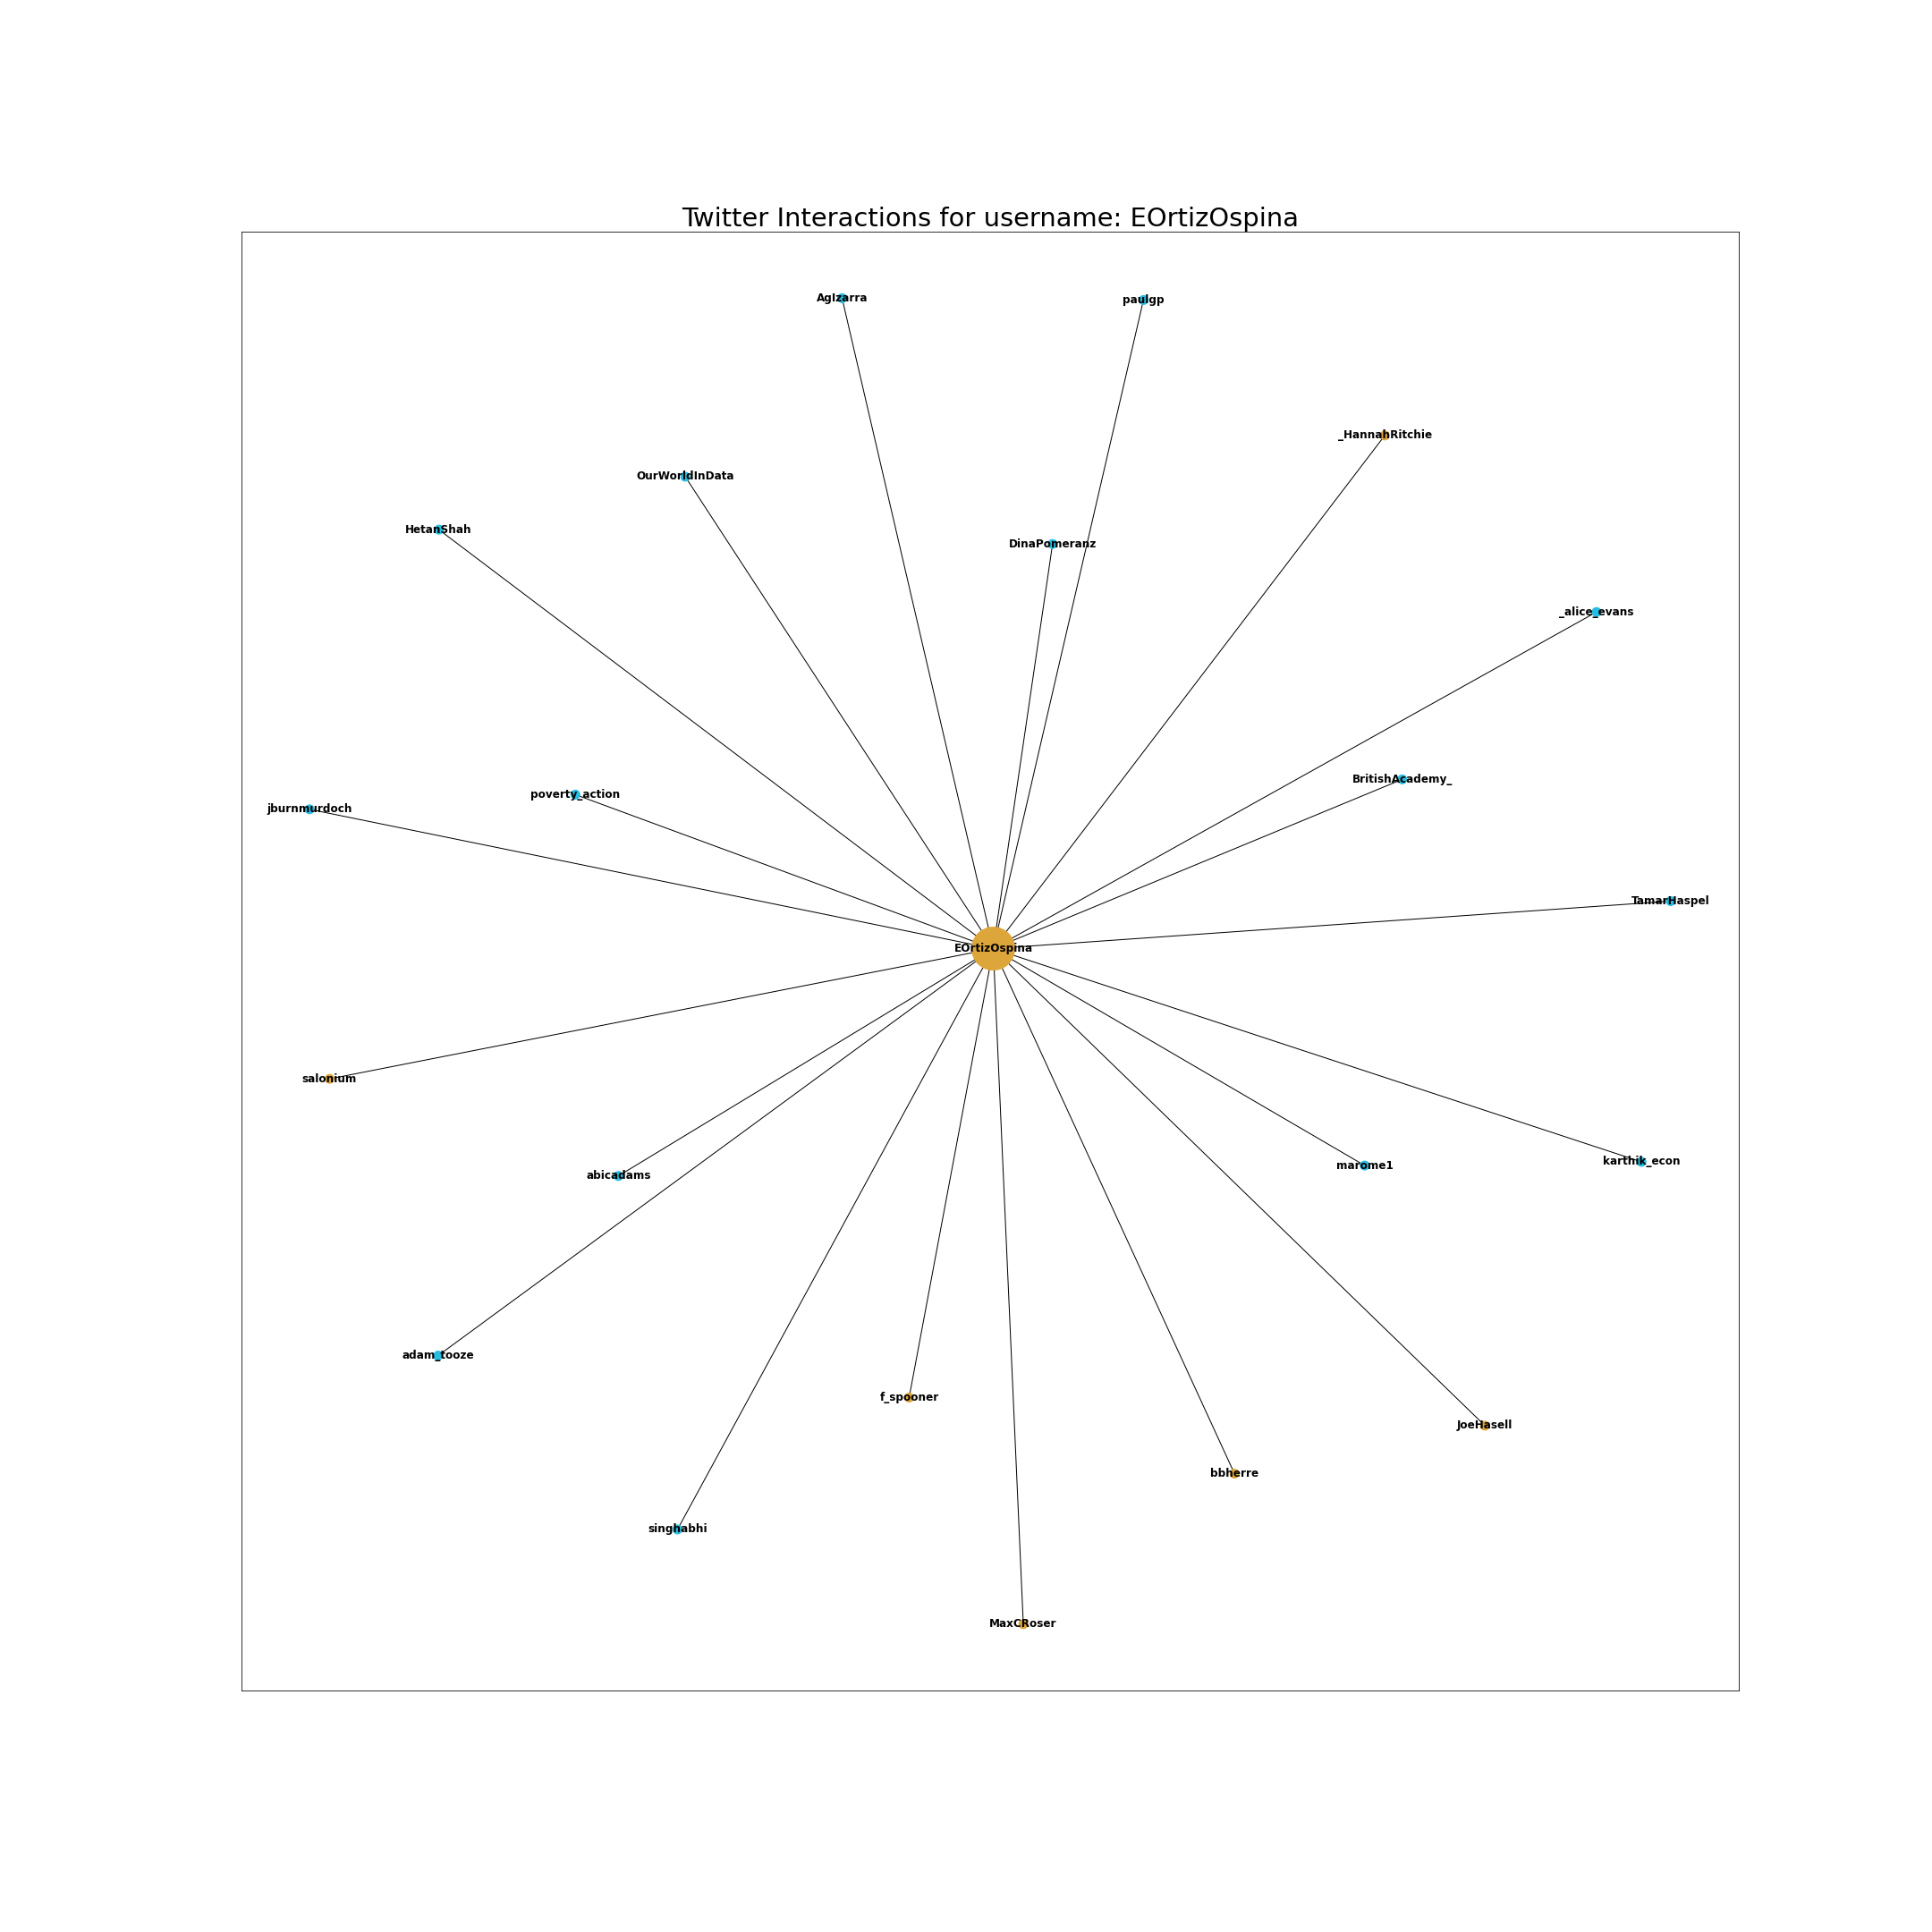 Twitter Interactions for username: EOrtizOspina
AgIzarra
paulgp
_HannahRitchie
OurWorldInData
HetanShah
DinaPomeranz
_alice_evans
BritishAcademy_
poverty_action
jburnmurdoch
TamarHaspel
EOrtizOspina
salonium
karthik_econ
marome1
abicadams
adam_tooze
f_spooner
JoeHasell
bbherre
singhabhi
MaxCRoser